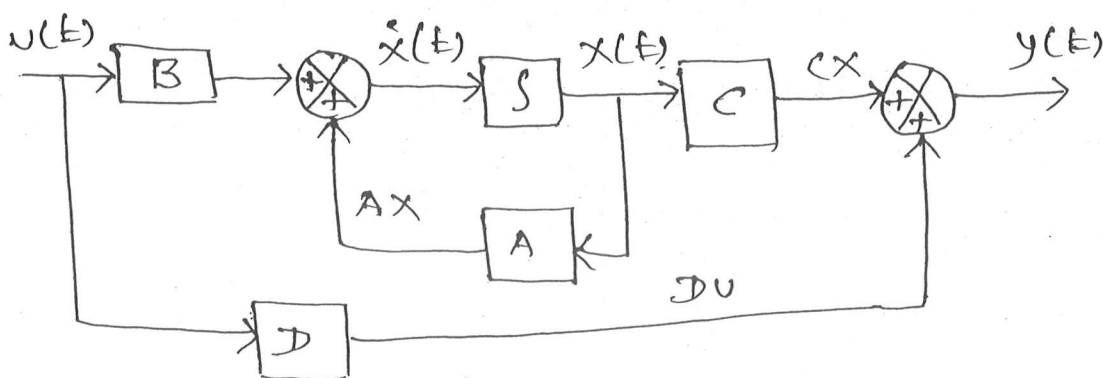 U(t) B + + ẋ(t) ∫ x(t) C CX + + y(t)
AX A
D DU